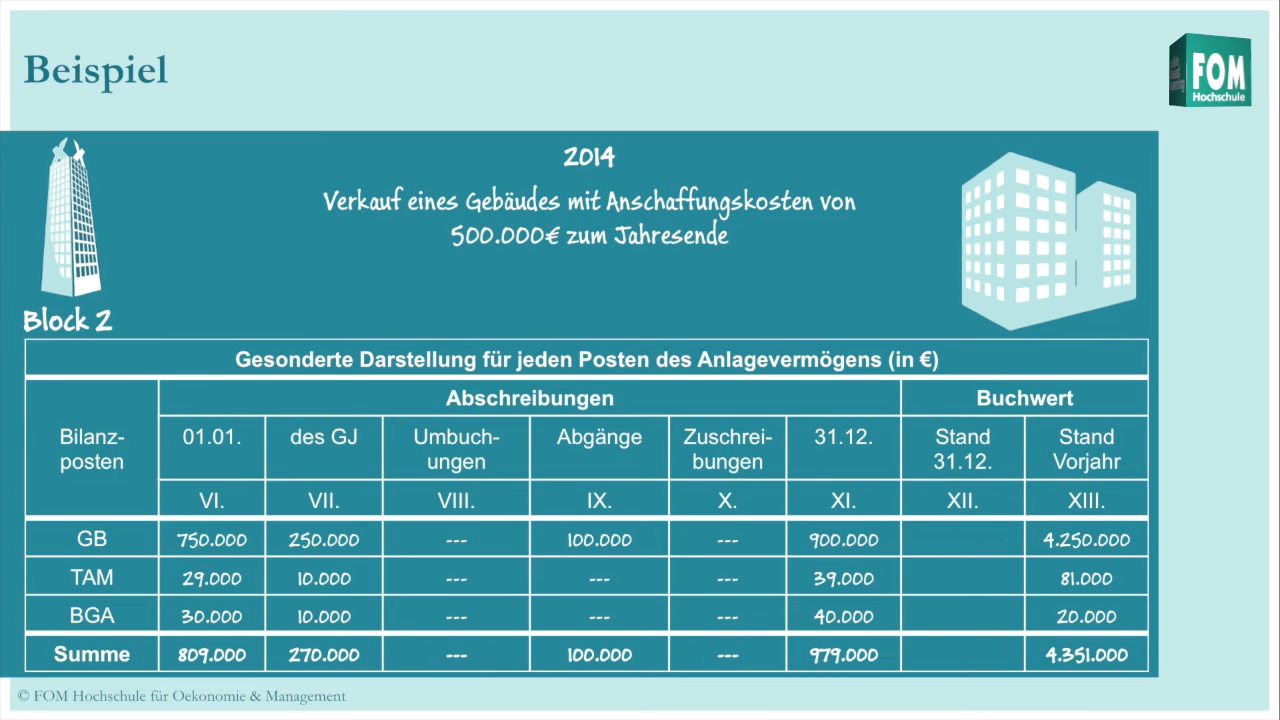 Beispiel
FOM
Hochschule
2014
Verkauf eines Gebäudes mit Anschaffungskosten von
500.000€ zum Jahresende
Block 2
Gesonderte Darstellung für jeden Posten des Anlagevermögens (in €)
Bilanz-
posten
Abschreibungen
Buchwert
01.01.
des GJ
Umbuch-
ungen
Abgänge
Zuschrei-
bungen
31.12.
Stand
31.12.
Stand
Vorjahr
VI. VII. VIII. IX. X. XI. XII. XIII.
GB 750.000 250.000 --- 100.000 --- 900.000 4.250.000
TAM 29.000 10.000 --- --- --- 39.000 81.000
BGA 30.000 10.000 --- --- --- 40.000 20.000
Summe 809.000 270.000 --- 100.000 --- 979.000 4.351.000
© FOM Hochschule für Oekonomie & Management